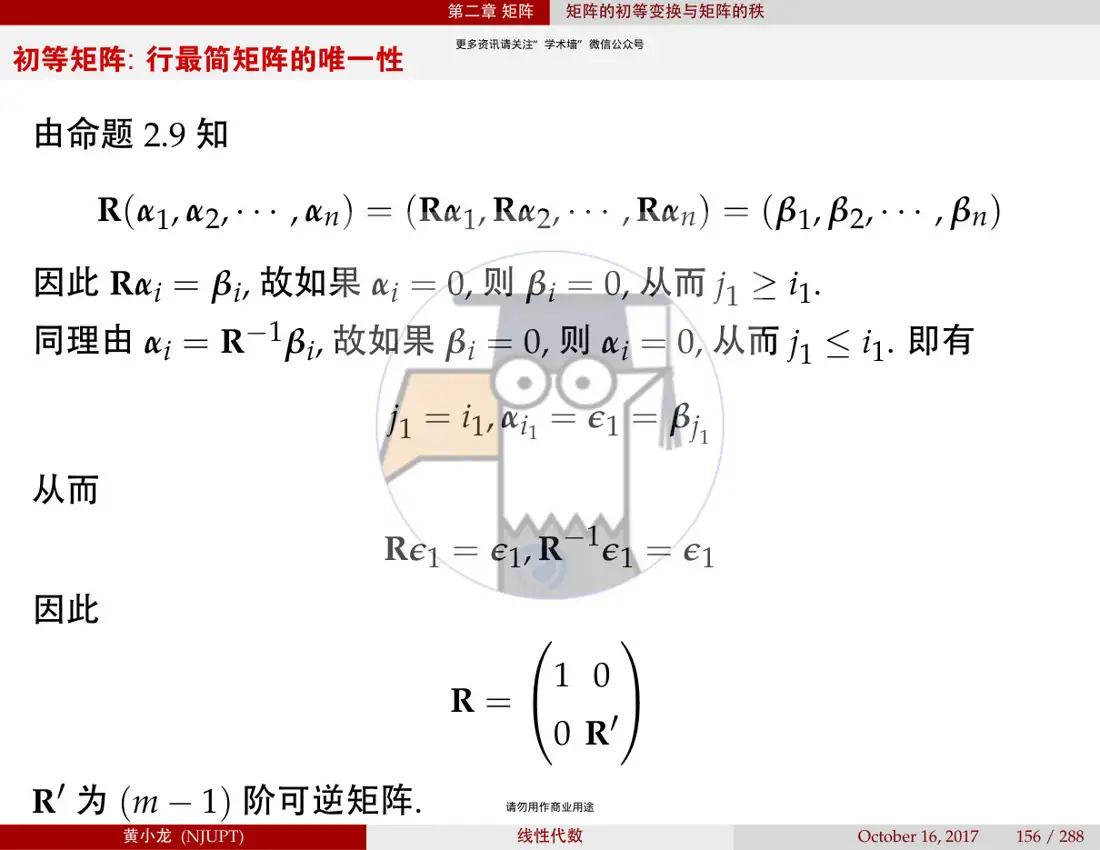 第二章 矩阵 矩阵的初等变换与矩阵的秩
更多资讯请关注“学术墙”微信公众号
初等矩阵: 行最简矩阵的唯一性
由命题 2.9 知
R(α₁, α₂, ⋯ , αₙ) = (Rα₁, Rα₂, ⋯ , Rαₙ) = (β₁, β₂, ⋯ , βₙ)
因此 Rαᵢ = βᵢ, 故如果 αᵢ = 0, 则 βᵢ = 0, 从而 j₁ ≥ i₁.
同理由 αᵢ = R⁻¹βᵢ, 故如果 βᵢ = 0, 则 αᵢ = 0, 从而 j₁ ≤ i₁. 即有
j₁ = i₁, α_{i₁} = ϵ₁ = β_{j₁}
从而
Rϵ₁ = ϵ₁, R⁻¹ϵ₁ = ϵ₁
因此
R = (1 0
0 R′)
R′ 为 (m − 1) 阶可逆矩阵.
请勿用作商业用途
黄小龙 (NJUPT) 线性代数 October 16, 2017 156 / 288